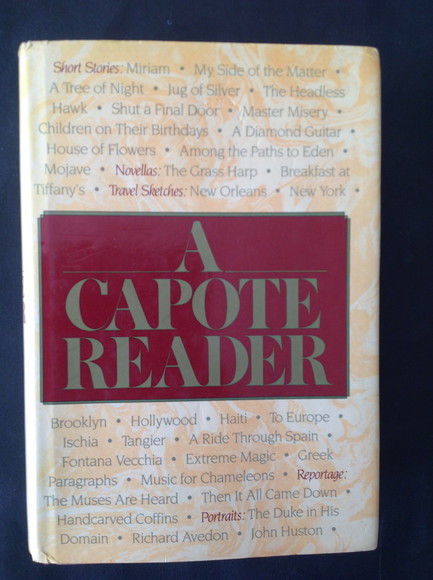 Short Stories: Miriam • My Side of the Matter •
A Tree of Night • Jug of Silver • The Headless
Hawk • Shut a Final Door • Master Misery •
Children on Their Birthdays • A Diamond Guitar •
House of Flowers • Among the Paths to Eden •
Mojave • Novellas: The Grass Harp • Breakfast at
Tiffany's • Travel Sketches: New Orleans • New York •
A
CAPOTE
READER
Brooklyn • Hollywood • Haiti • To Europe •
Ischia • Tangier • A Ride Through Spain •
Fontana Vecchia • Extreme Magic • Greek
Paragraphs • Music for Chameleons • Reportage:
The Muses Are Heard • Then It All Came Down •
Handcarved Coffins • Portraits: The Duke in His
Domain • Richard Avedon • John Huston •